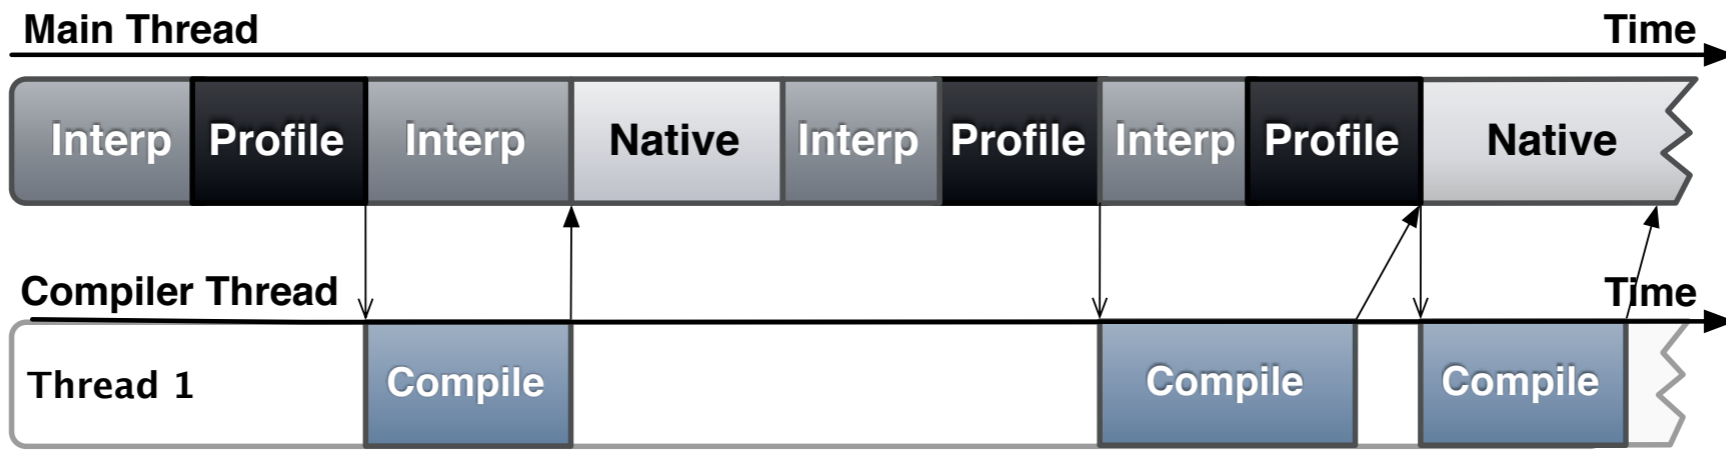 Main Thread Time
Interp Profile Interp Native Interp Profile Interp Profile Native
Compiler Thread Time
Thread 1 Compile Compile Compile